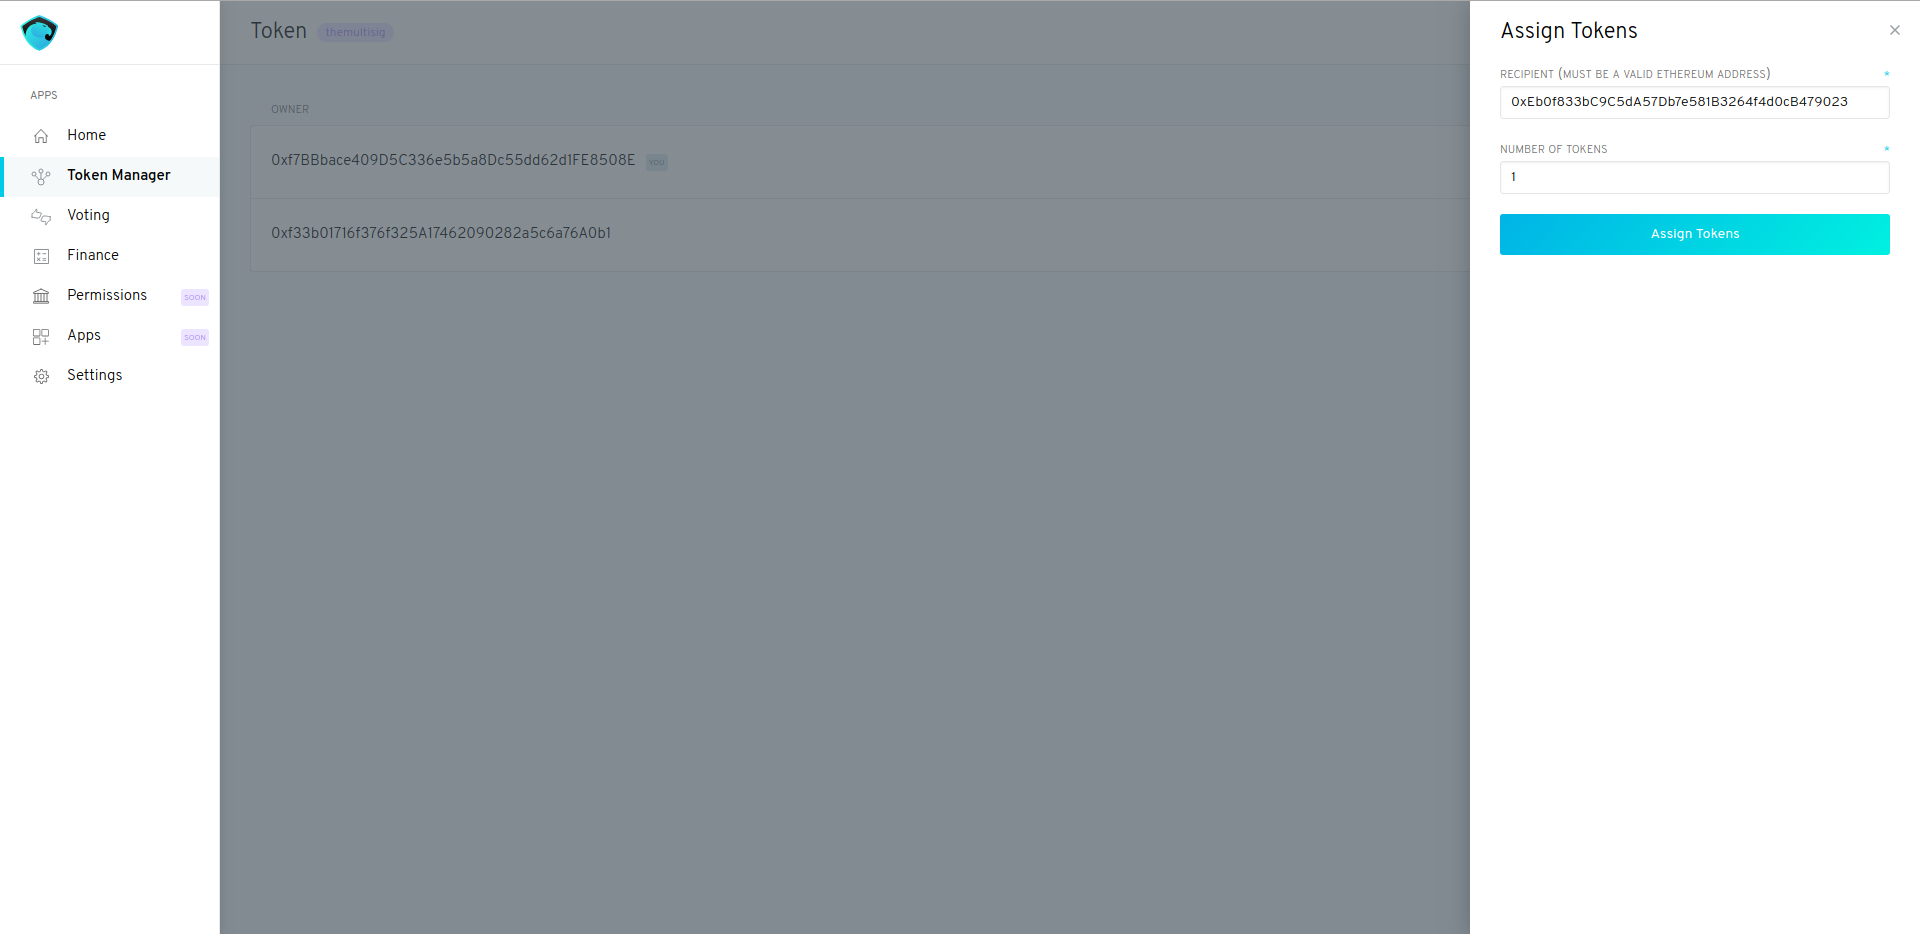 APPS
Home
Token Manager
Voting
Finance
Permissions SOON
Apps SOON
Settings
Token themultisig
OWNER
0xf7BBbace409D5C336e5b5a8Dc55dd62d1FE8508E YOU
0xf33b01716f376f325A17462090282a5c6a76A0b1
Assign Tokens
RECIPIENT (MUST BE A VALID ETHEREUM ADDRESS) *
0xEb0f833bC9C5dA57Db7e581B3264f4d0cB479023
NUMBER OF TOKENS *
1
Assign Tokens